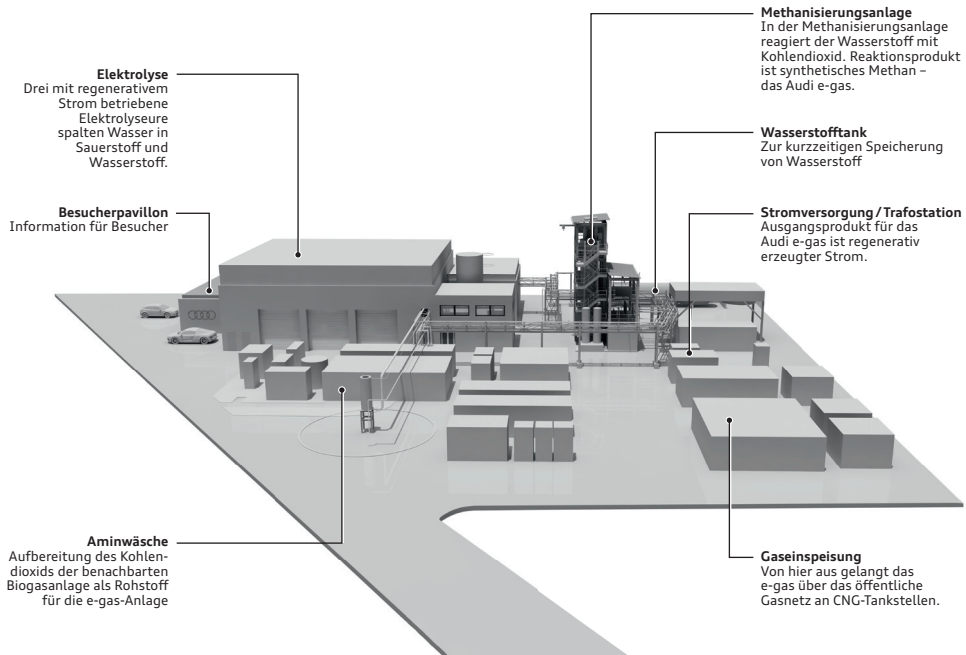 Elektrolyse
Drei mit regenerativem
Strom betriebene
Elektrolyseure
spalten Wasser in
Sauerstoff und
Wasserstoff.
Besucherpavillon
Information für Besucher
Aminwäsche
Aufbereitung des Kohlen-
dioxids der benachbarten
Biogasanlage als Rohstoff
für die e-gas-Anlage
Methanisierungsanlage
In der Methanisierungsanlage
reagiert der Wasserstoff mit
Kohlendioxid. Reaktionsprodukt
ist synthetisches Methan –
das Audi e-gas.
Wasserstofftank
Zur kurzzeitigen Speicherung
von Wasserstoff
Stromversorgung / Trafostation
Ausgangsprodukt für das
Audi e-gas ist regenerativ
erzeugter Strom.
Gaseinspeisung
Von hier aus gelangt das
e-gas über das öffentliche
Gasnetz an CNG-Tankstellen.